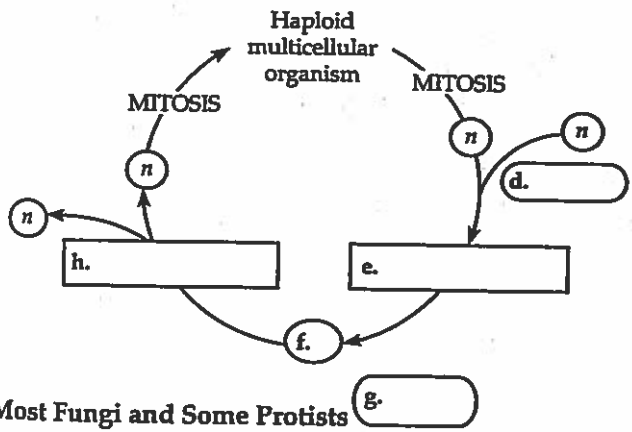 Haploid
multicellular
organism
MITOSIS
MITOSIS
n
n
d.
n
n
h.
e.
f.
g.
Most Fungi and Some Protists